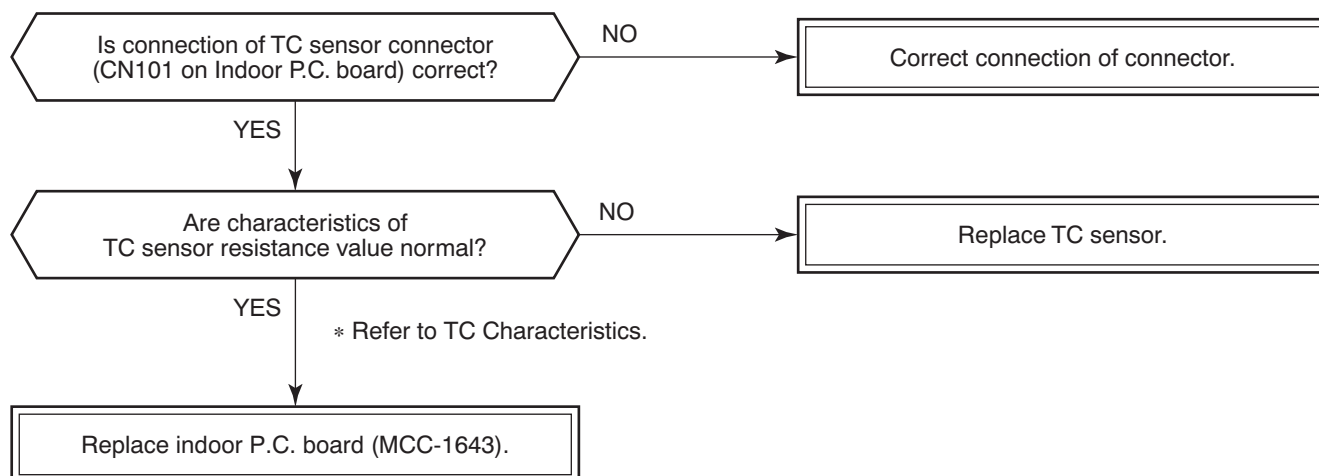 Is connection of TC sensor connector
(CN101 on Indoor P.C. board) correct?
NO
Correct connection of connector.
YES
Are characteristics of
TC sensor resistance value normal?
NO
Replace TC sensor.
YES
* Refer to TC Characteristics.
Replace indoor P.C. board (MCC-1643).